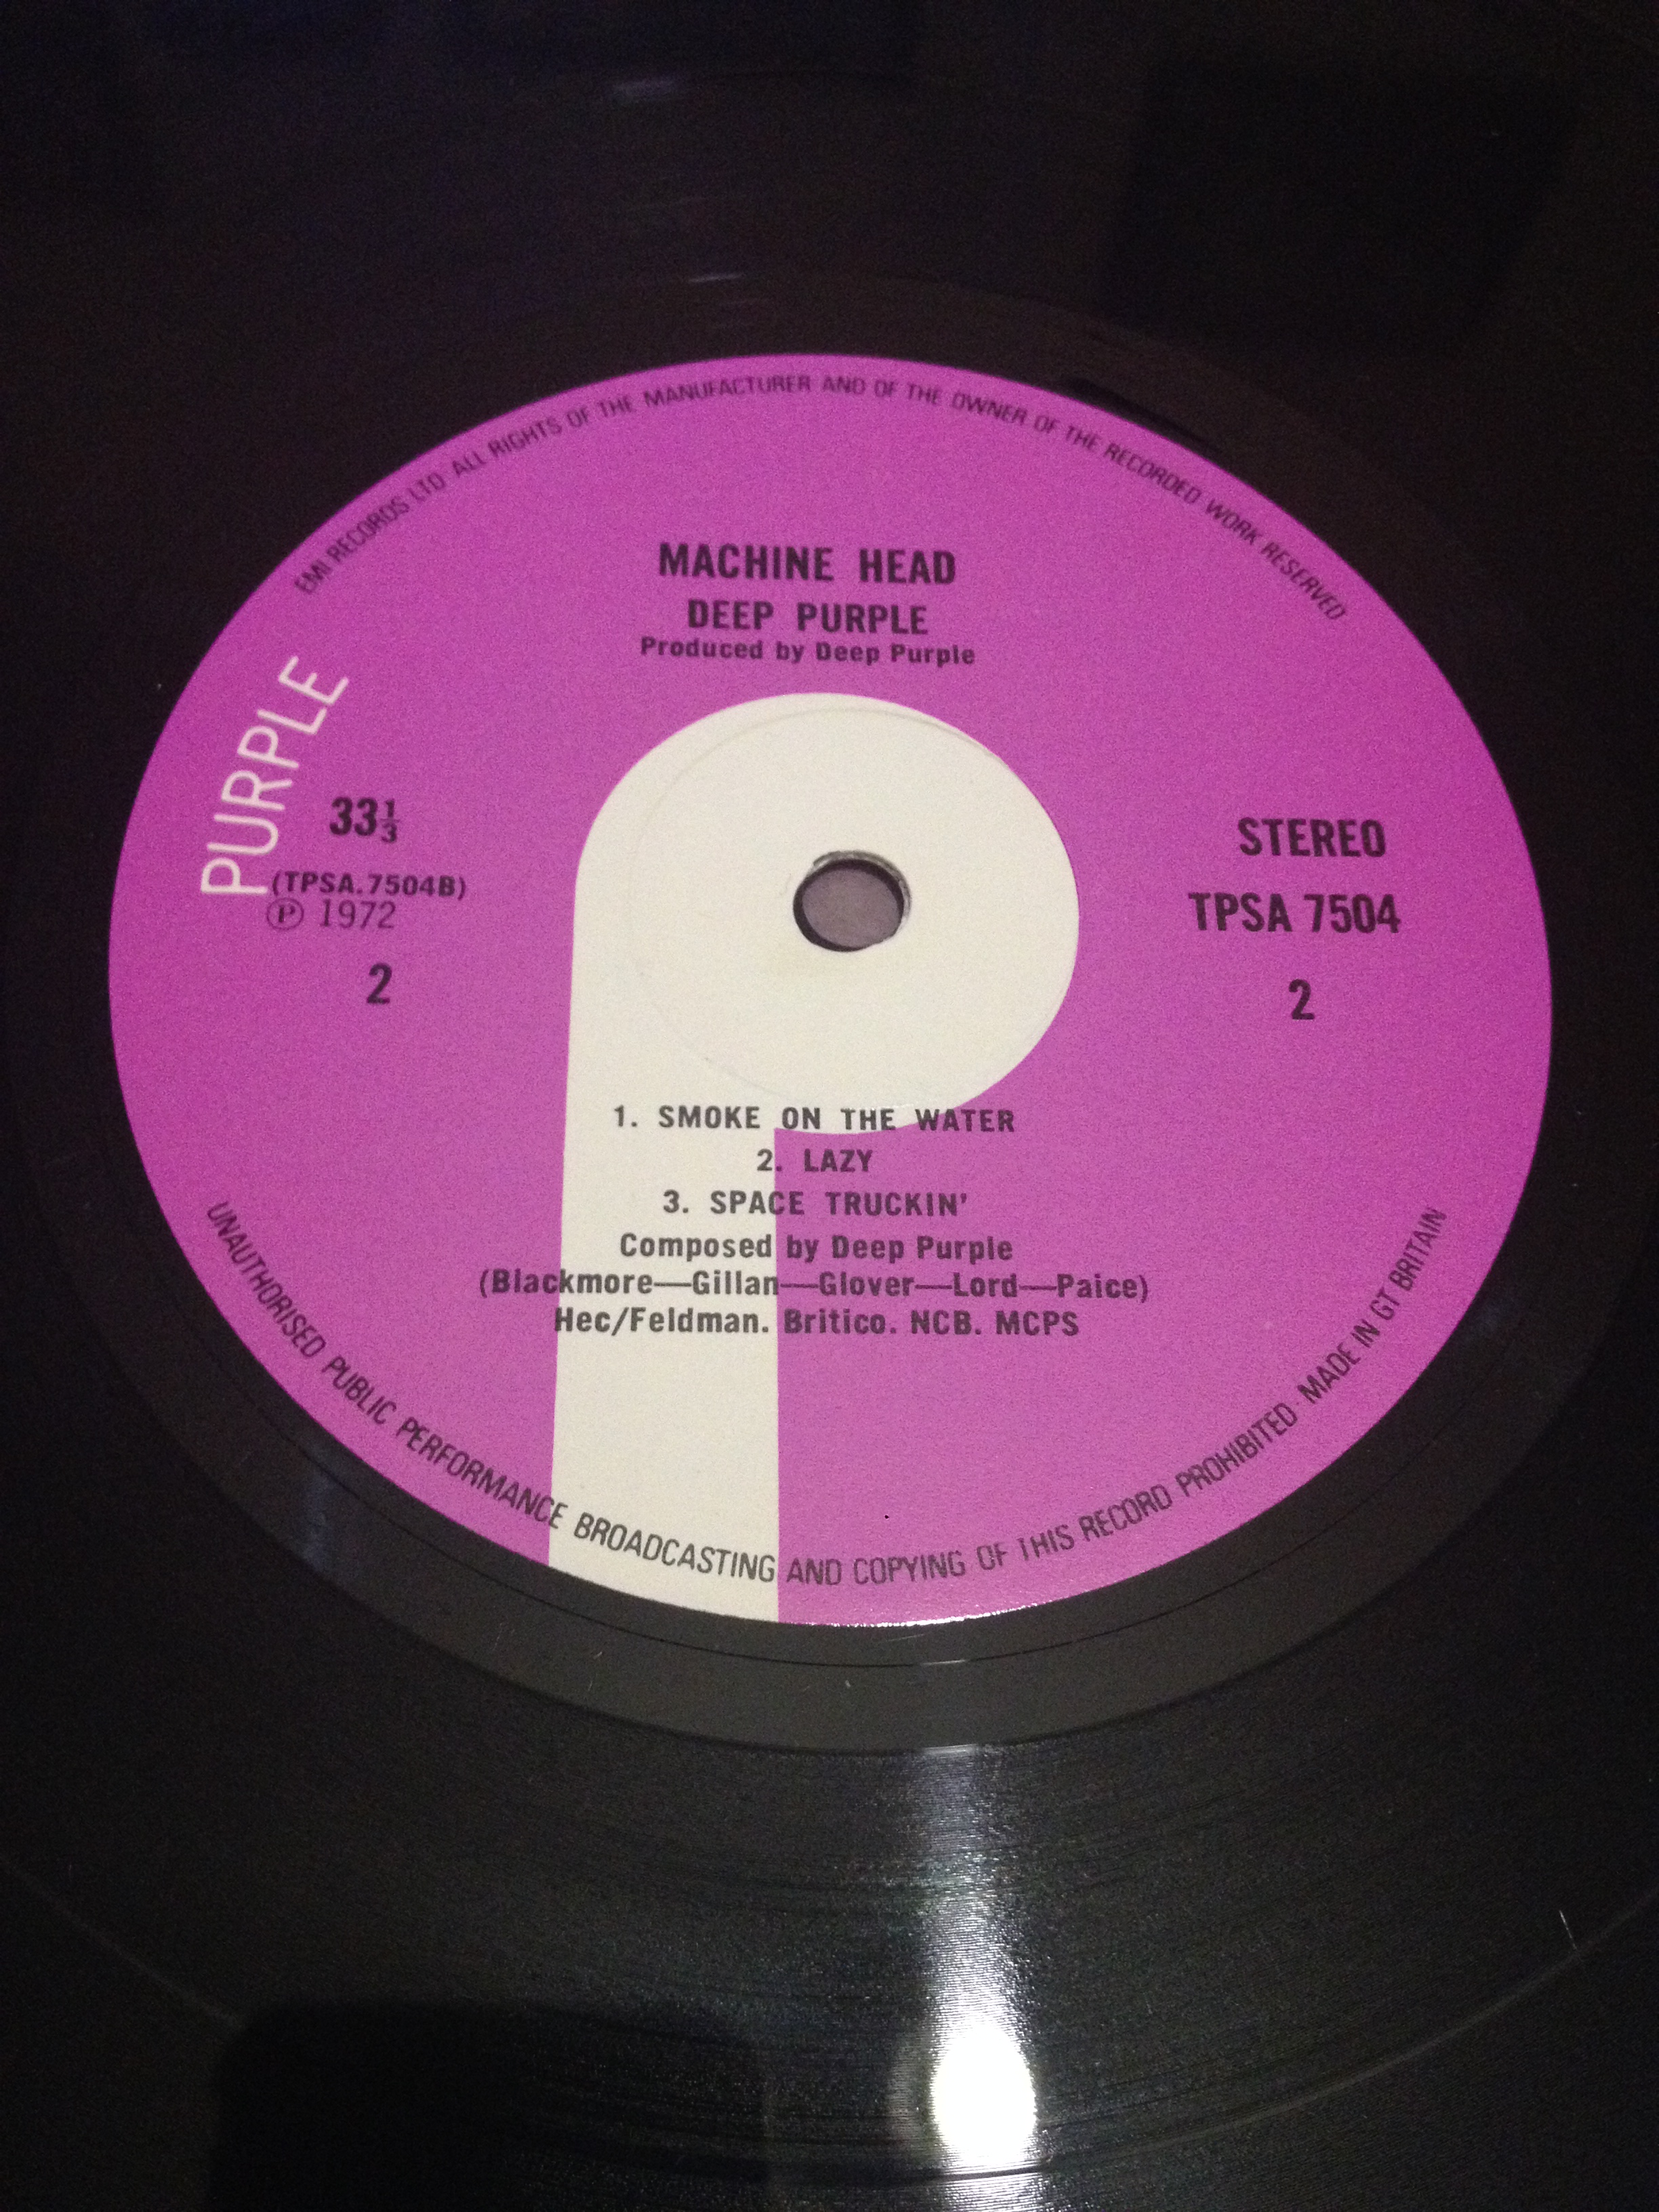 EMI RECORDS LTD ALL RIGHTS OF THE MANUFACTURER AND OF THE OWNER OF THE RECORDED WORK RESERVED
MACHINE HEAD
DEEP PURPLE
Produced by Deep Purple
PURPLE
33⅓
(TPSA.7504B)
Ⓟ 1972
2
STEREO
TPSA 7504
2
1. SMOKE ON THE WATER
2. LAZY
3. SPACE TRUCKIN'
Composed by Deep Purple
(Blackmore—Gillan—Glover—Lord—Paice)
Hec/Feldman. Britico. NCB. MCPS
UNAUTHORISED PUBLIC PERFORMANCE BROADCASTING AND COPYING OF THIS RECORD PROHIBITED · MADE IN GT BRITAIN